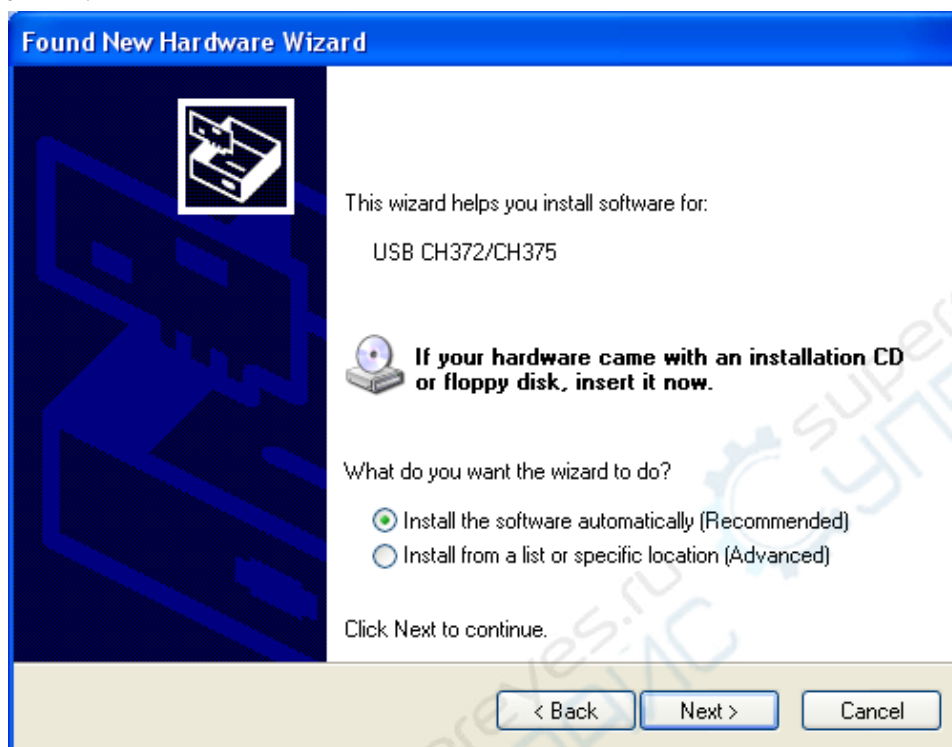 Found New Hardware Wizard
This wizard helps you install software for:
USB CH372/CH375
If your hardware came with an installation CD
or floppy disk, insert it now.
What do you want the wizard to do?
Install the software automatically (Recommended)
Install from a list or specific location (Advanced)
Click Next to continue.
< Back
Next >
Cancel